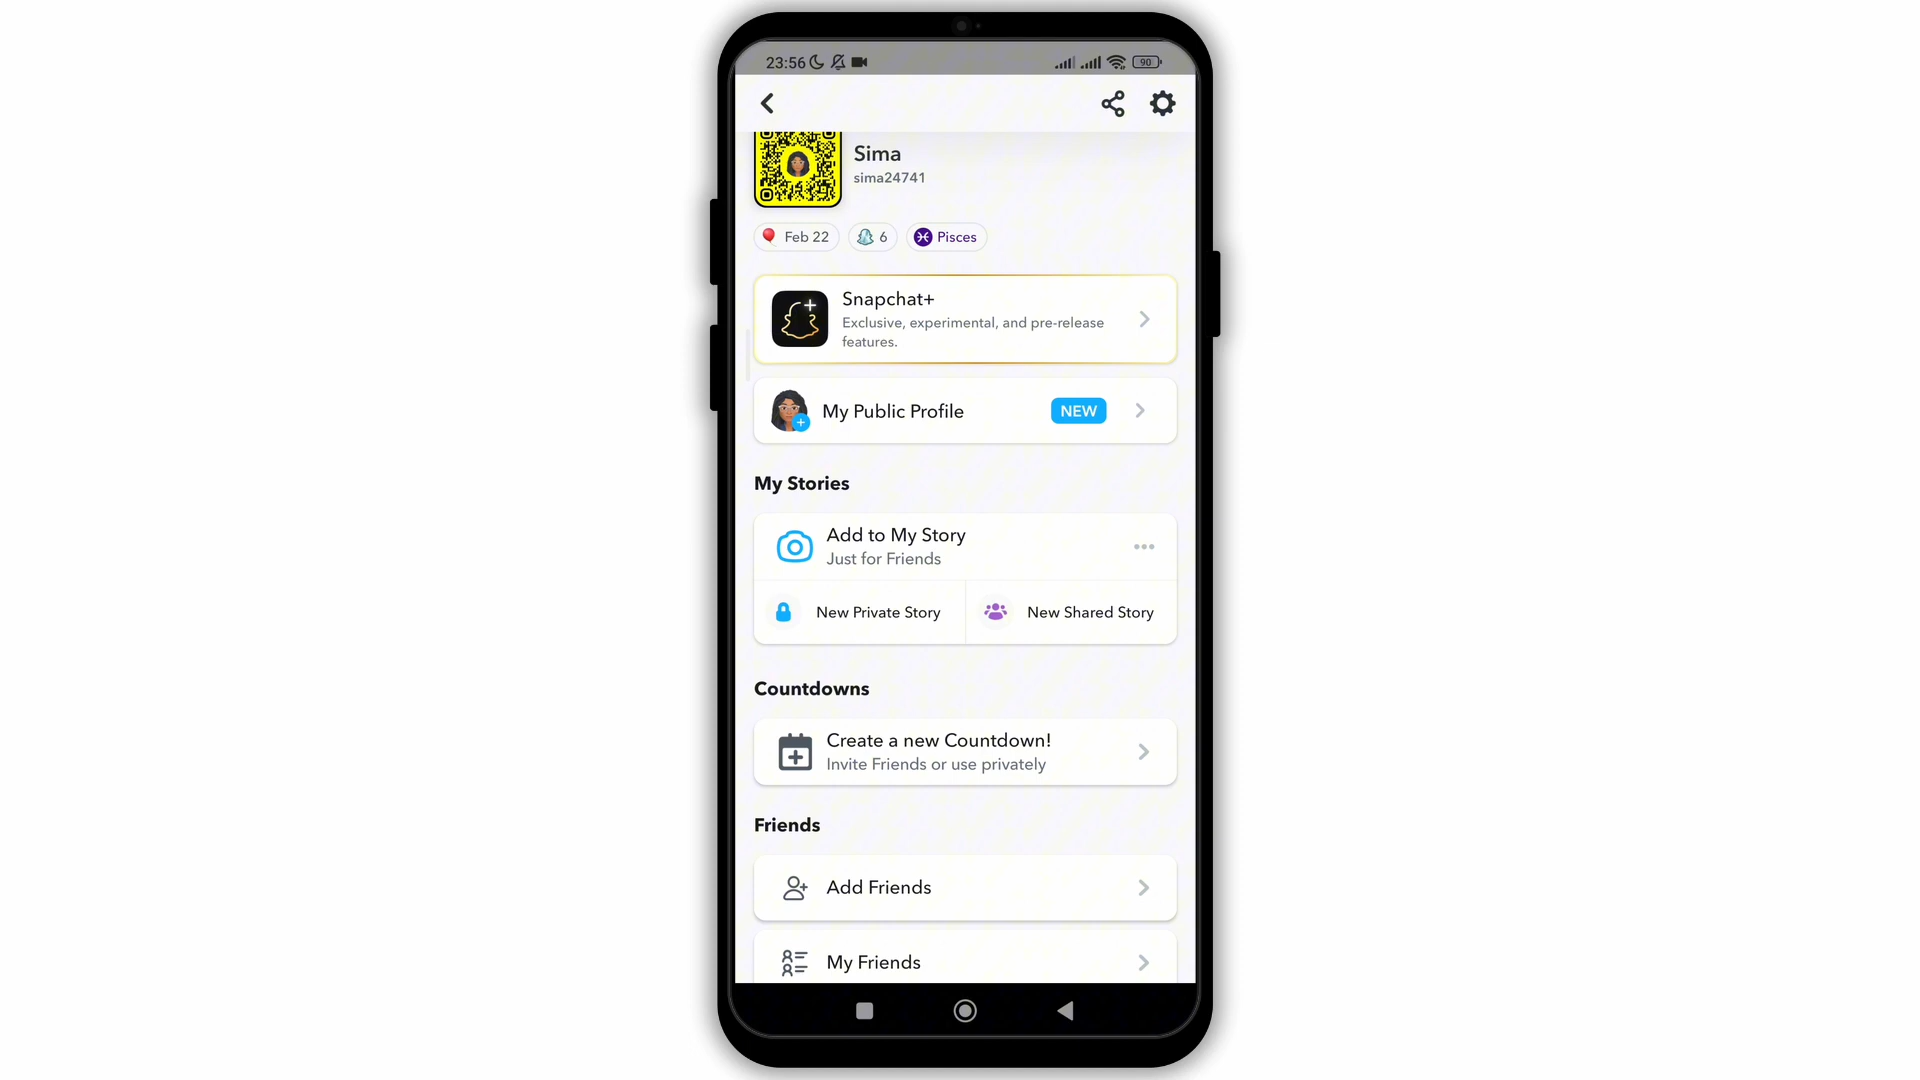 23:56
90
Sima
sima24741
Feb 22
6
Pisces
Snapchat+
Exclusive, experimental, and pre-release
features.
My Public Profile
NEW
My Stories
Add to My Story
Just for Friends
New Private Story
New Shared Story
Countdowns
Create a new Countdown!
Invite Friends or use privately
Friends
Add Friends
My Friends